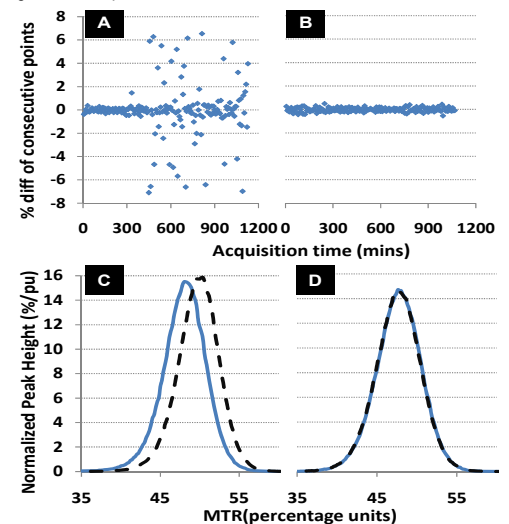 A
B
% diff of consecutive points
8
6
4
2
0
-2
-4
-6
-8
0 300 600 900 1200 0 300 600 900 1200
Acquisition time (mins)
C
D
Normalized Peak Height (%/pu)
16
14
12
10
8
6
4
2
0
35 45 55 35 45 55
MTR(percentage units)